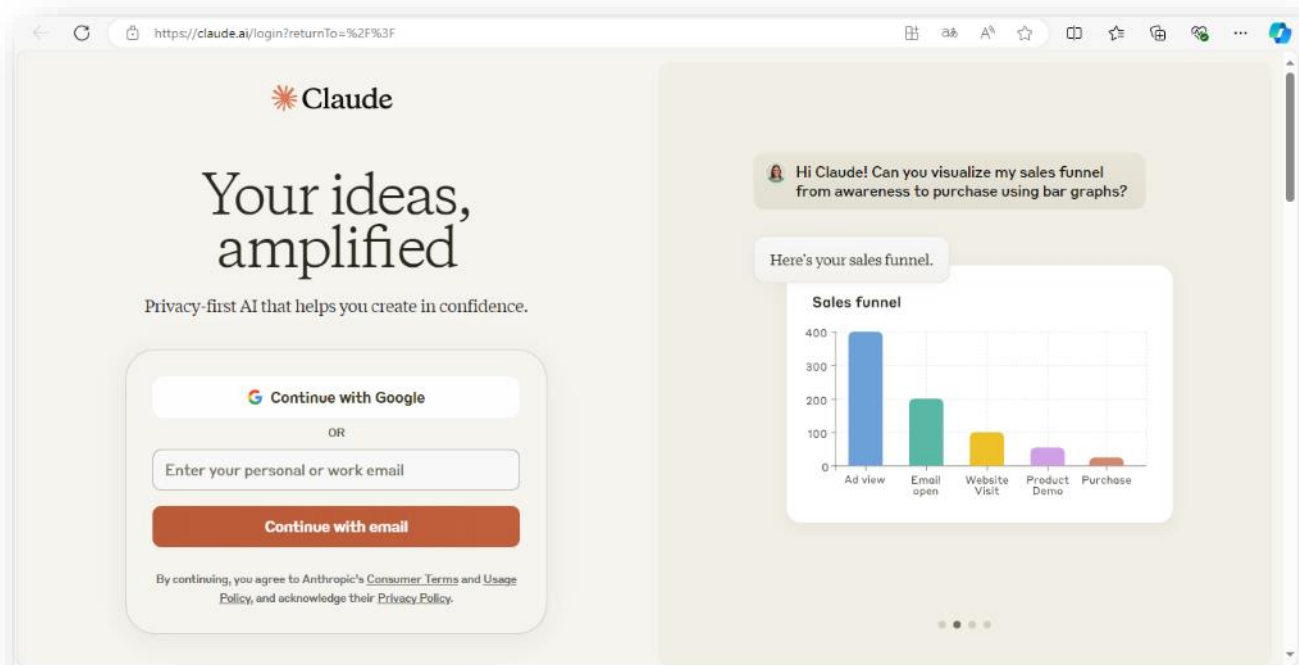 https://claude.ai/login?returnTo=%2F%3F
Claude
Your ideas,
amplified
Privacy-first AI that helps you create in confidence.
Continue with Google
OR
Enter your personal or work email
Continue with email
By continuing, you agree to Anthropic's Consumer Terms and Usage
Policy, and acknowledge their Privacy Policy.
Hi Claude! Can you visualize my sales funnel
from awareness to purchase using bar graphs?
Here's your sales funnel.
Sales funnel
400
300
200
100
0
Ad view
Email
open
Website
Visit
Product
Demo
Purchase